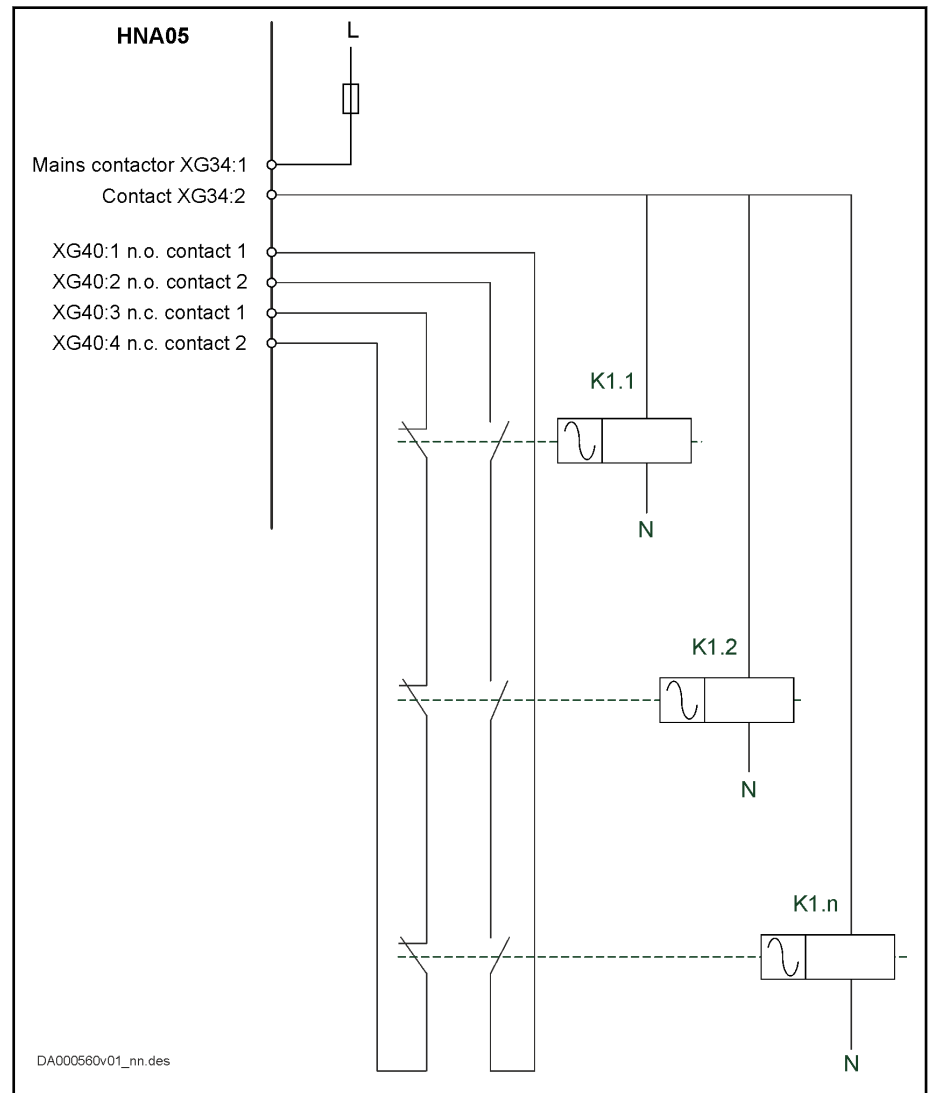 HNA05
L
Mains contactor XG34:1
Contact XG34:2
XG40:1 n.o. contact 1
XG40:2 n.o. contact 2
XG40:3 n.c. contact 1
XG40:4 n.c. contact 2
K1.1
N
K1.2
N
K1.n
N
DA000560v01_nn.des